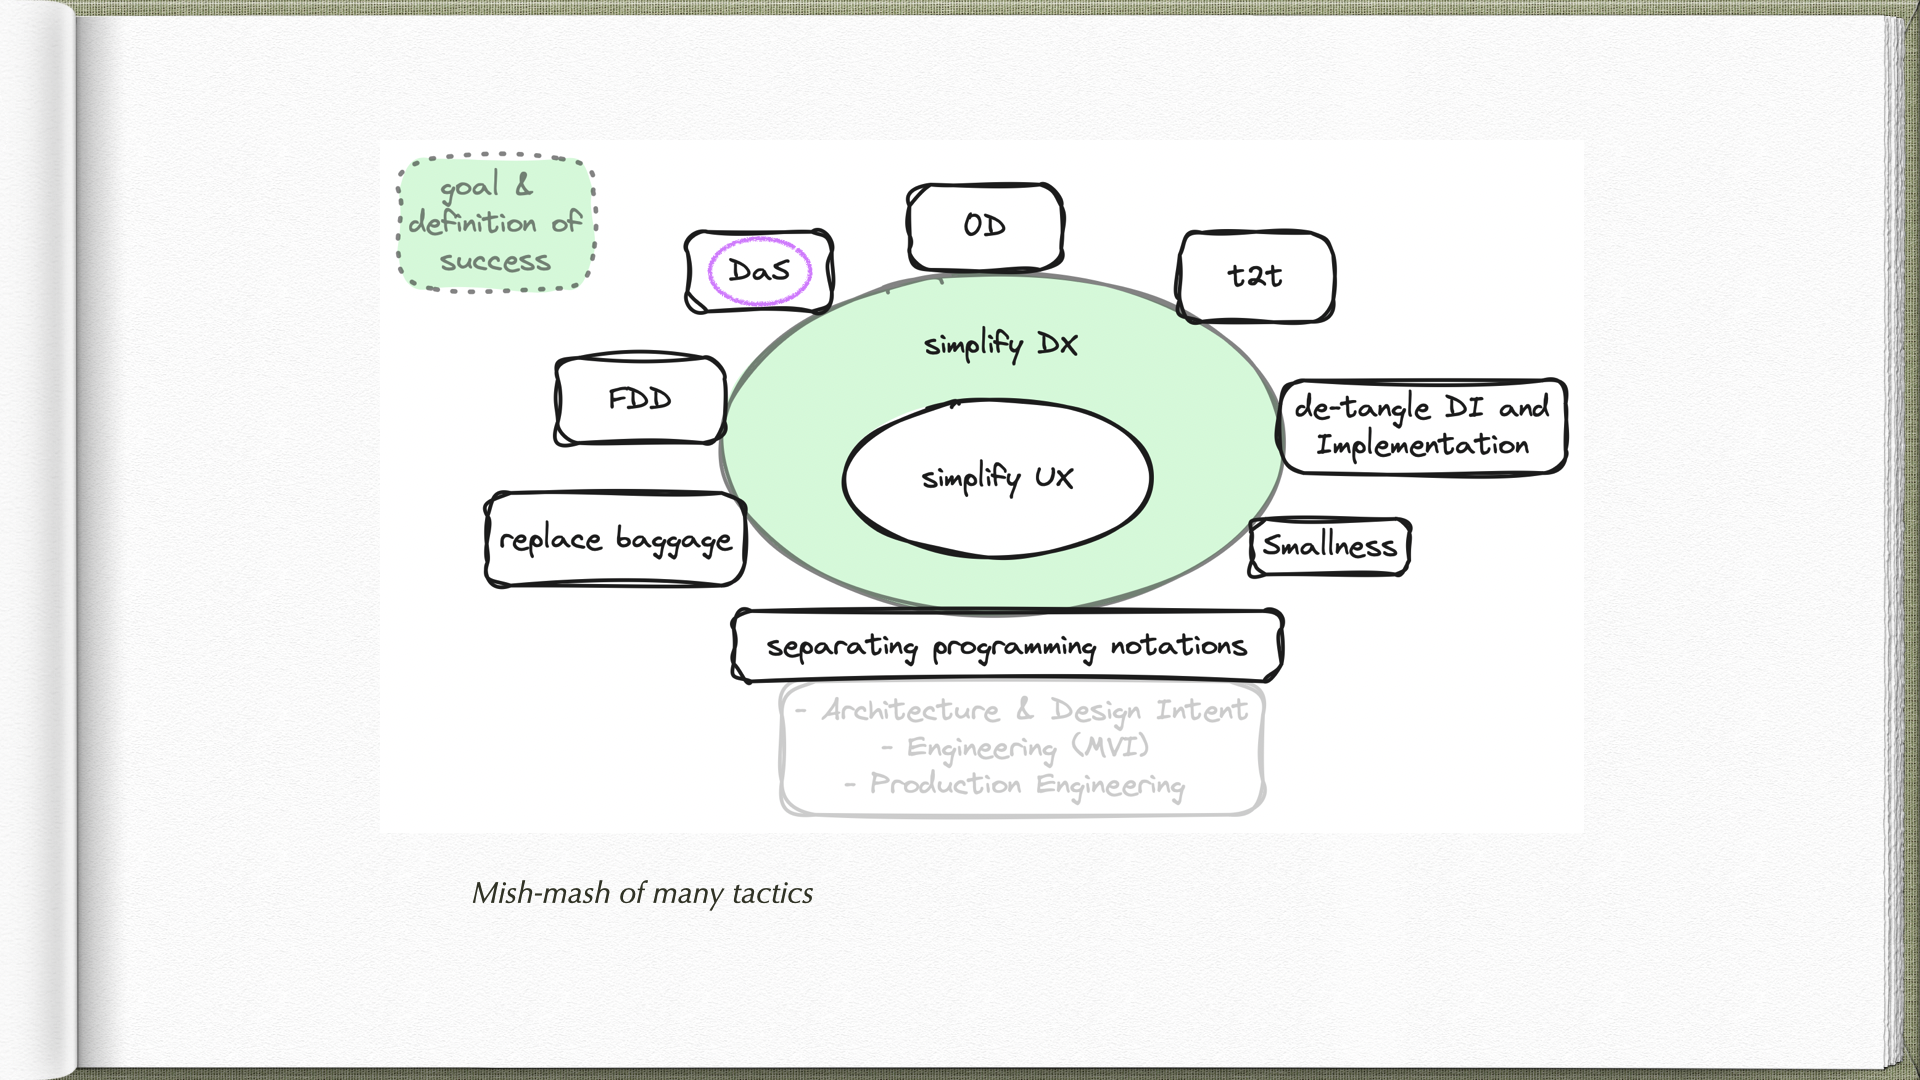 goal &
definition of
success
OD
DaS
t2t
simplify DX
FDD
de-tangle DI and
Implementation
simplify UX
replace baggage
Smallness
separating programming notations
- Architecture & Design Intent
- Engineering (MVI)
- Production Engineering
Mish-mash of many tactics